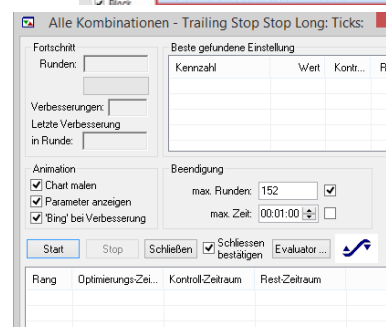 Block
Alle Kombinationen - Trailing Stop Stop Long: Ticks:
Fortschritt
Runden:
Verbesserungen:
Letzte Verbesserung
in Runde:
Beste gefundene Einstellung
Kennzahl Wert Kontr... R
Animation
Chart malen
Parameter anzeigen
'Bing' bei Verbesserung
Beendigung
max. Runden: 152
max. Zeit: 00:01:00
Start Stop Schließen Schliessen bestätigen Evaluator ...
Rang Optimierungs-Zei... Kontroll-Zeitraum Rest-Zeitraum